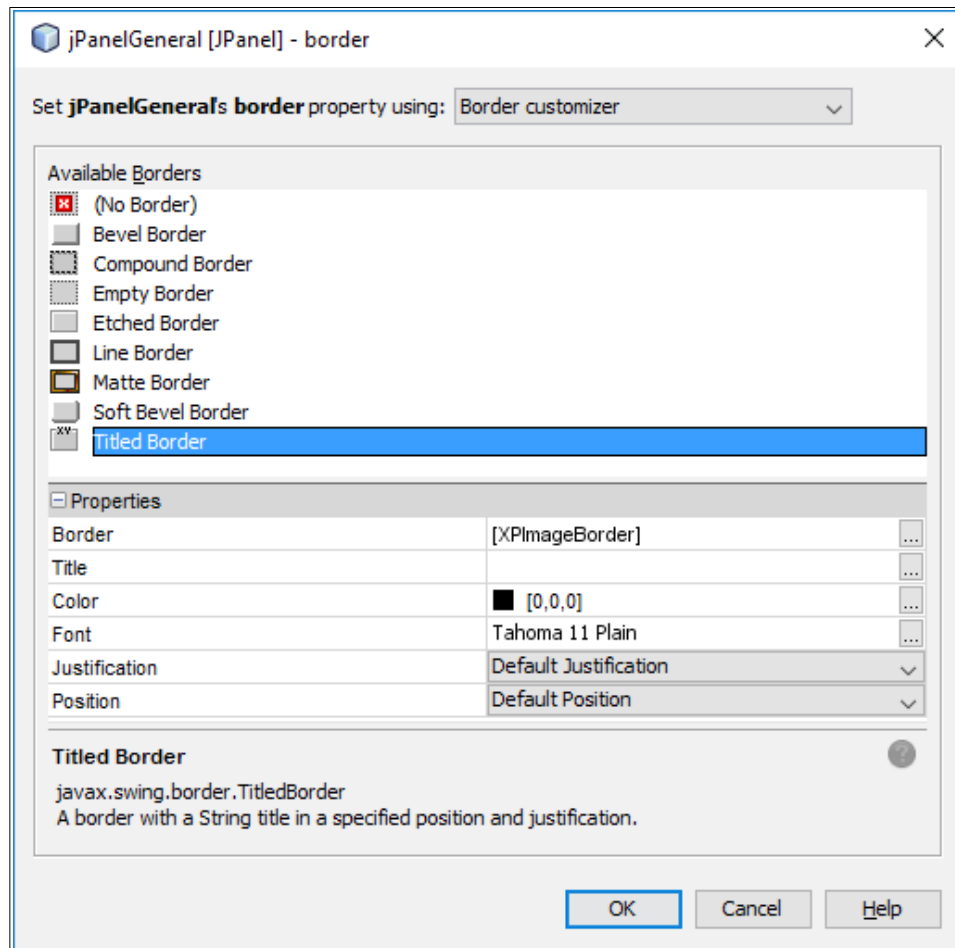 jPanelGeneral [JPanel] - border
Set jPanelGeneral's border property using: Border customizer
Available Borders
(No Border)
Bevel Border
Compound Border
Empty Border
Etched Border
Line Border
Matte Border
Soft Bevel Border
XY Titled Border
Properties
Border [XPImageBorder] ...
Title ...
Color [0,0,0] ...
Font Tahoma 11 Plain ...
Justification Default Justification
Position Default Position
Titled Border ?
javax.swing.border.TitledBorder
A border with a String title in a specified position and justification.
OK Cancel Help